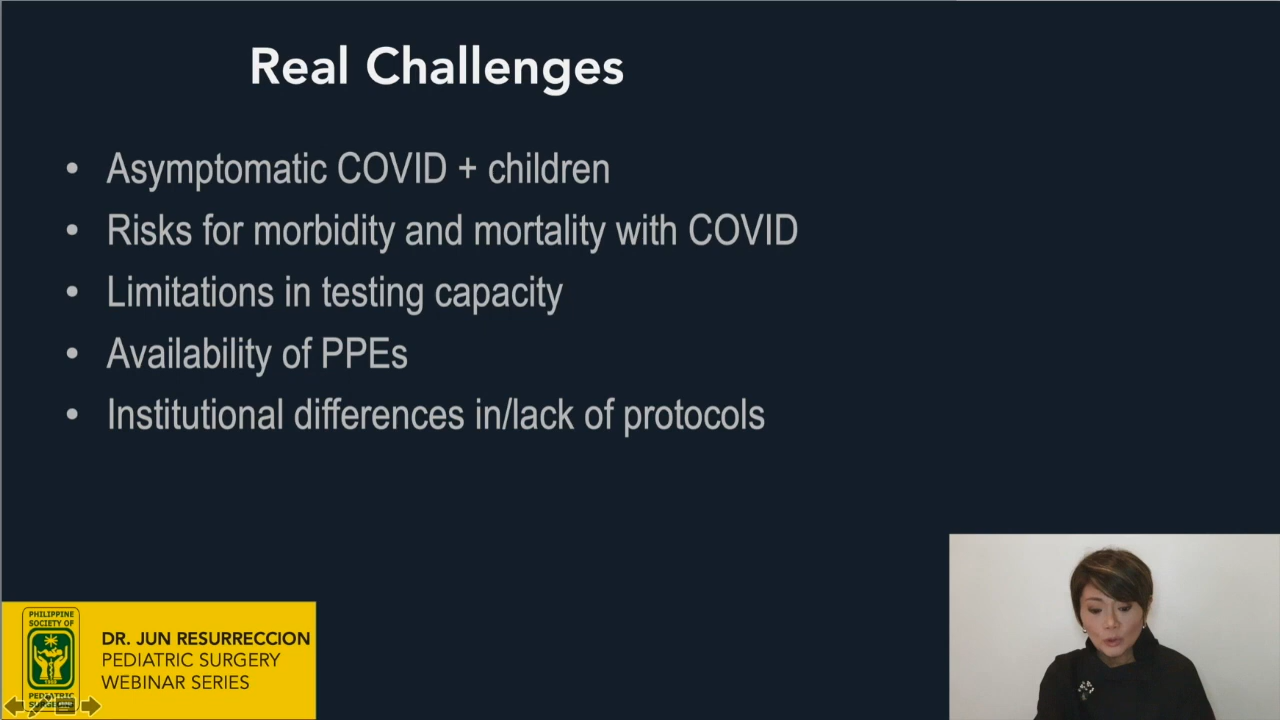 Real Challenges
• Asymptomatic COVID + children
• Risks for morbidity and mortality with COVID
• Limitations in testing capacity
• Availability of PPEs
• Institutional differences in/lack of protocols
PHILIPPINE
SOCIETY OF
PEDIATRIC
DR. JUN RESURRECCION
PEDIATRIC SURGERY
WEBINAR SERIES